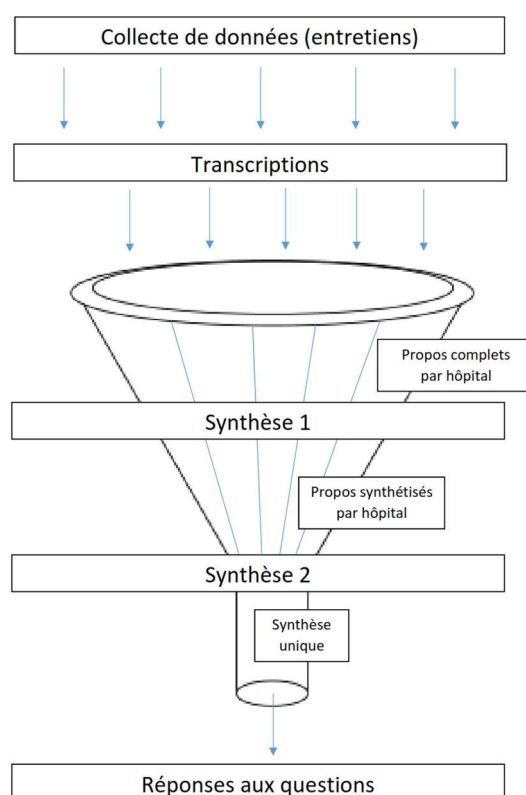 Collecte de données (entretiens)
Transcriptions
Propos complets
par hôpital
Synthèse 1
Propos synthétisés
par hôpital
Synthèse 2
Synthèse
unique
Réponses aux questions